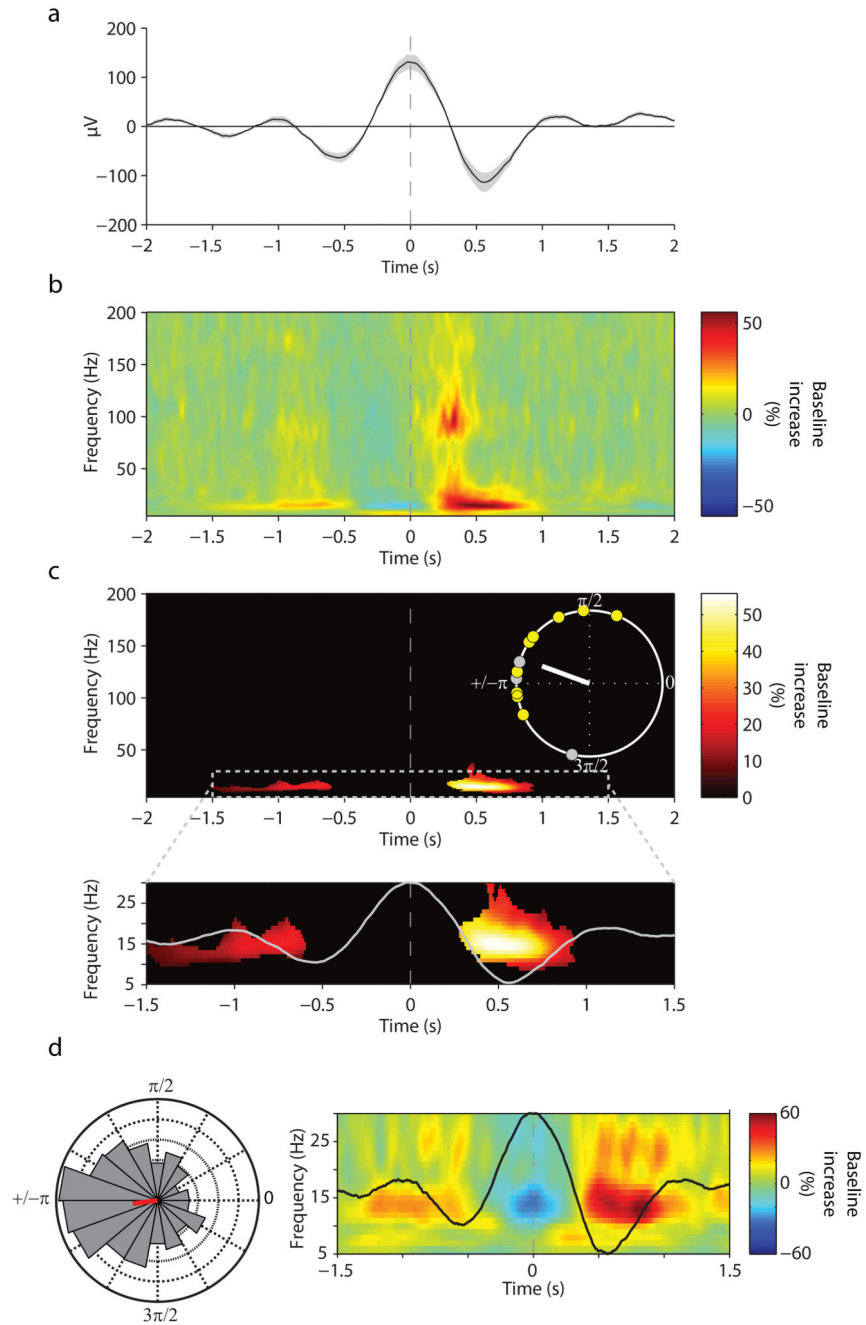 a
200
100
0
−100
−200
µV
−2 −1.5 −1 −0.5 0 0.5 1 1.5 2
Time (s)
b
200
150
100
50
Frequency (Hz)
−2 −1.5 −1 −0.5 0 0.5 1 1.5 2
Time (s)
50
0
−50
Baseline
increase
(%)
c
200
150
100
50
Frequency (Hz)
π/2
+/−π
0
3π/2
−2 −1.5 −1 −0.5 0 0.5 1 1.5 2
Time (s)
50
40
30
20
10
0
Baseline
increase
(%)
25
15
5
Frequency (Hz)
−1.5 −1 −0.5 0 0.5 1 1.5
Time (s)
d
π/2
+/−π
0
3π/2
25
15
5
Frequency (Hz)
−1.5 0 1.5
Time (s)
60
0
−60
Baseline
increase
(%)